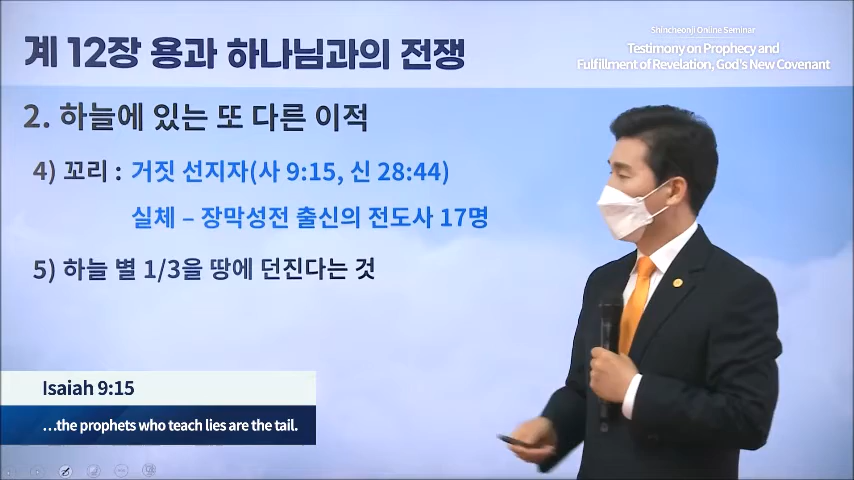 계 12장 용과 하나님과의 전쟁
Shincheonji Online Seminar
Testimony on Prophecy and
Fulfillment of Revelation, God's New Covenant
2. 하늘에 있는 또 다른 이적
4) 꼬리 : 거짓 선지자(사 9:15, 신 28:44)
실체 – 장막성전 출신의 전도사 17명
5) 하늘 별 1/3을 땅에 던진다는 것
Isaiah 9:15
…the prophets who teach lies are the tail.